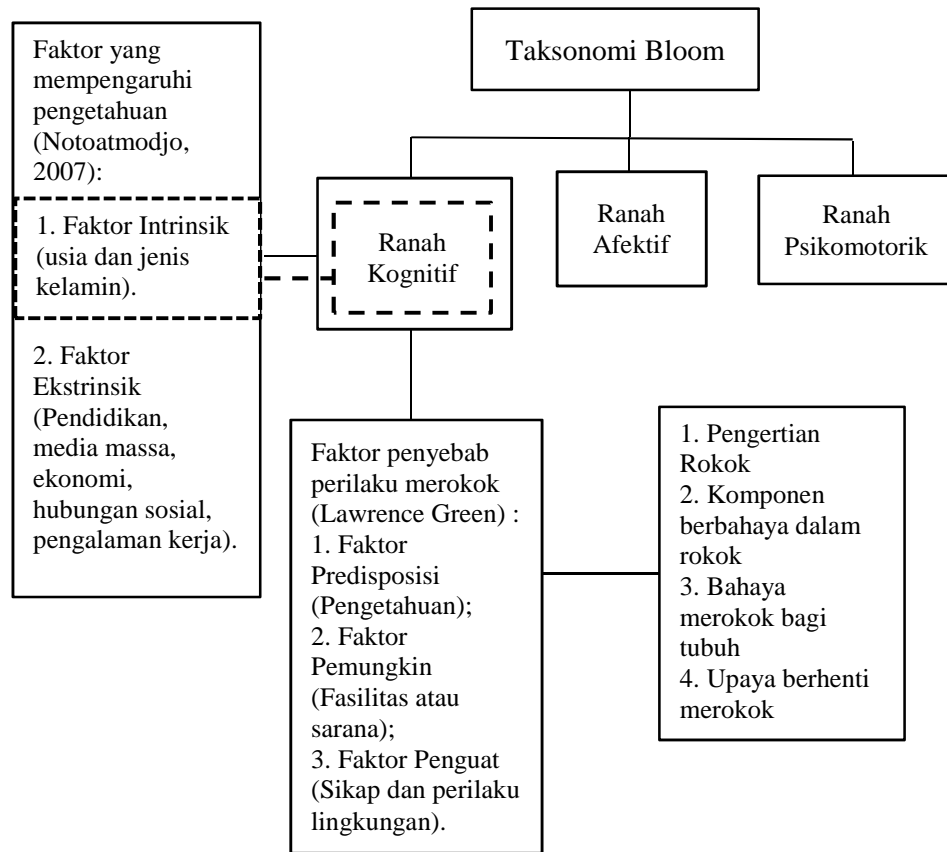 Faktor yang
mempengaruhi
pengetahuan
(Notoatmodjo,
2007):
1. Faktor Intrinsik
(usia dan jenis
kelamin).
2. Faktor
Ekstrinsik
(Pendidikan,
media massa,
ekonomi,
hubungan sosial,
pengalaman kerja).
Taksonomi Bloom
Ranah
Kognitif
Ranah
Afektif
Ranah
Psikomotorik
Faktor penyebab
perilaku merokok
(Lawrence Green) :
1. Faktor
Predisposisi
(Pengetahuan);
2. Faktor
Pemungkin
(Fasilitas atau
sarana);
3. Faktor Penguat
(Sikap dan perilaku
lingkungan).
1. Pengertian
Rokok
2. Komponen
berbahaya dalam
rokok
3. Bahaya
merokok bagi
tubuh
4. Upaya berhenti
merokok